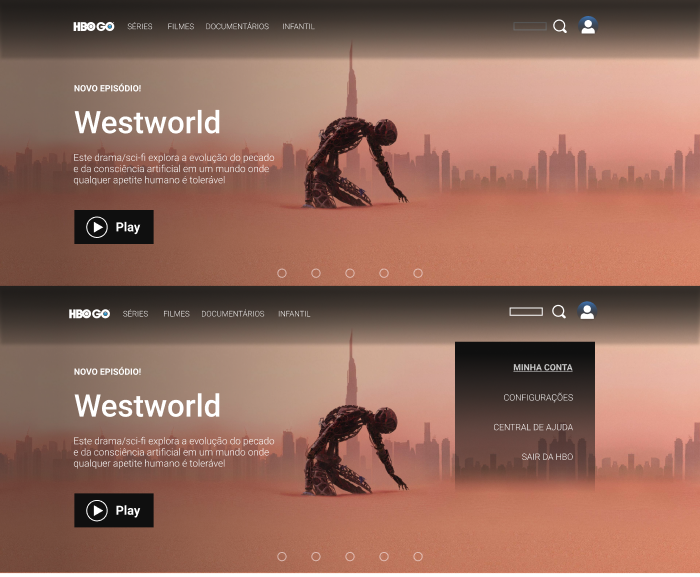 HBO GO SÉRIES FILMES DOCUMENTÁRIOS INFANTIL
NOVO EPISÓDIO!
Westworld
Este drama/sci-fi explora a evolução do pecado
e da consciência artificial em um mundo onde
qualquer apetite humano é tolerável
Play
HBO GO SÉRIES FILMES DOCUMENTÁRIOS INFANTIL
NOVO EPISÓDIO!
Westworld
Este drama/sci-fi explora a evolução do pecado
e da consciência artificial em um mundo onde
qualquer apetite humano é tolerável
Play
MINHA CONTA
CONFIGURAÇÕES
CENTRAL DE AJUDA
SAIR DA HBO